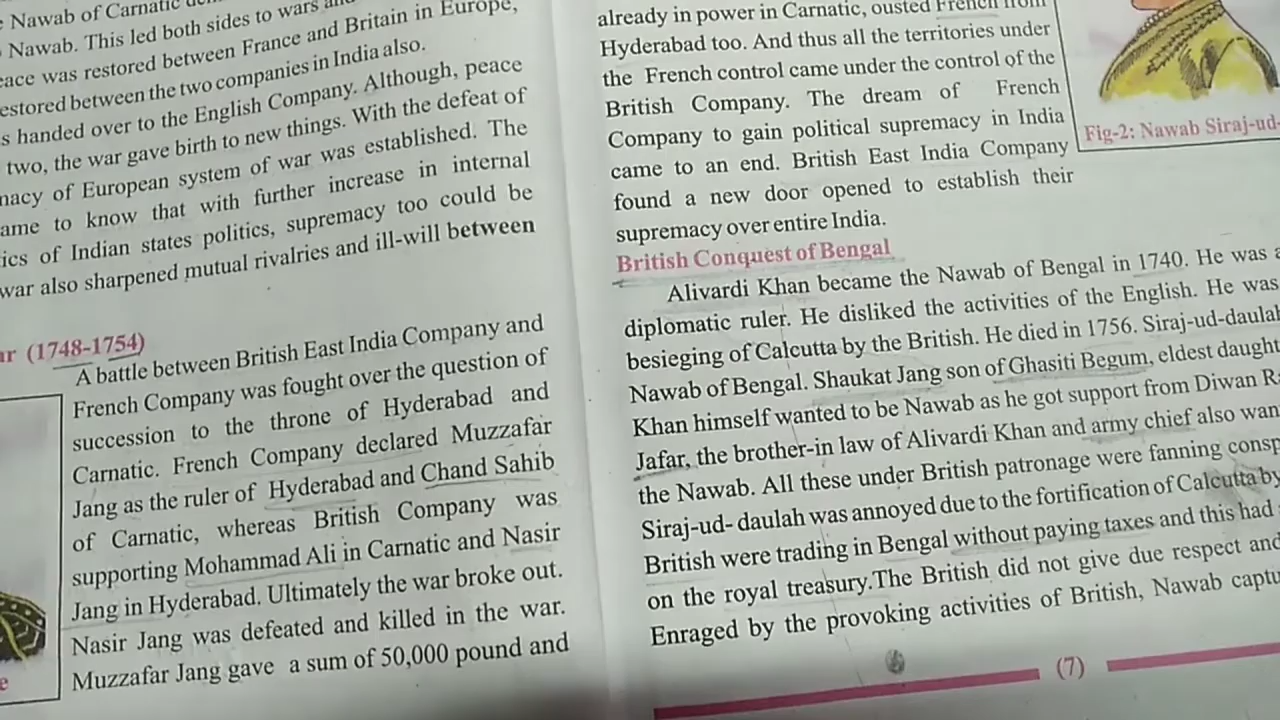 Nawab of Carnatic
Nawab. This led both sides to wars
ace was restored between France and Britain in Europe,
estored between the two companies in India also.
s handed over to the English Company. Although, peace
two, the war gave birth to new things. With the defeat of
macy of European system of war was established. The
ame to know that with further increase in internal
ics of Indian states politics, supremacy too could be
war also sharpened mutual rivalries and ill-will between
ar (1748-1754)
A battle between British East India Company and
French Company was fought over the question of
succession to the throne of Hyderabad and
Carnatic. French Company declared Muzzafar
Jang as the ruler of Hyderabad and Chand Sahib
of Carnatic, whereas British Company was
supporting Mohammad Ali in Carnatic and Nasir
Jang in Hyderabad. Ultimately the war broke out.
Nasir Jang was defeated and killed in the war.
Muzzafar Jang gave a sum of 50,000 pound and
e
already in power in Carnatic, ousted French from
Hyderabad too. And thus all the territories under
the French control came under the control of the
British Company. The dream of French
Company to gain political supremacy in India
came to an end. British East India Company
found a new door opened to establish their
supremacy over entire India.
Fig-2: Nawab Siraj-ud-
British Conquest of Bengal
Alivardi Khan became the Nawab of Bengal in 1740. He was a
diplomatic ruler. He disliked the activities of the English. He was
besieging of Calcutta by the British. He died in 1756. Siraj-ud-daulah
Nawab of Bengal. Shaukat Jang son of Ghasiti Begum, eldest daught
Khan himself wanted to be Nawab as he got support from Diwan Ra
Jafar, the brother-in law of Alivardi Khan and army chief also wan
the Nawab. All these under British patronage were fanning consp
Siraj-ud- daulah was annoyed due to the fortification of Calcutta by
British were trading in Bengal without paying taxes and this had
on the royal treasury.The British did not give due respect and
Enraged by the provoking activities of British, Nawab captu
(7)